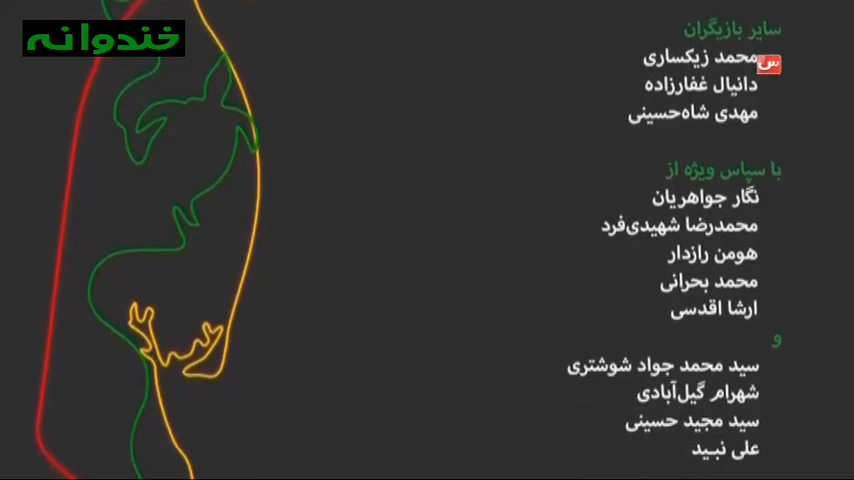 خندوانه
سایر بازیگران
محمد زیکساری
س
دانیال غفارزاده
مهدی شاه‌حسینی
با سپاس ویژه از
نگار جواهریان
محمدرضا شهیدی‌فرد
هومن رازدار
محمد بحرانی
ارشا اقدسی
و
سید محمد جواد شوشتری
شهرام گیل‌آبادی
سید مجید حسینی
علی نبـید